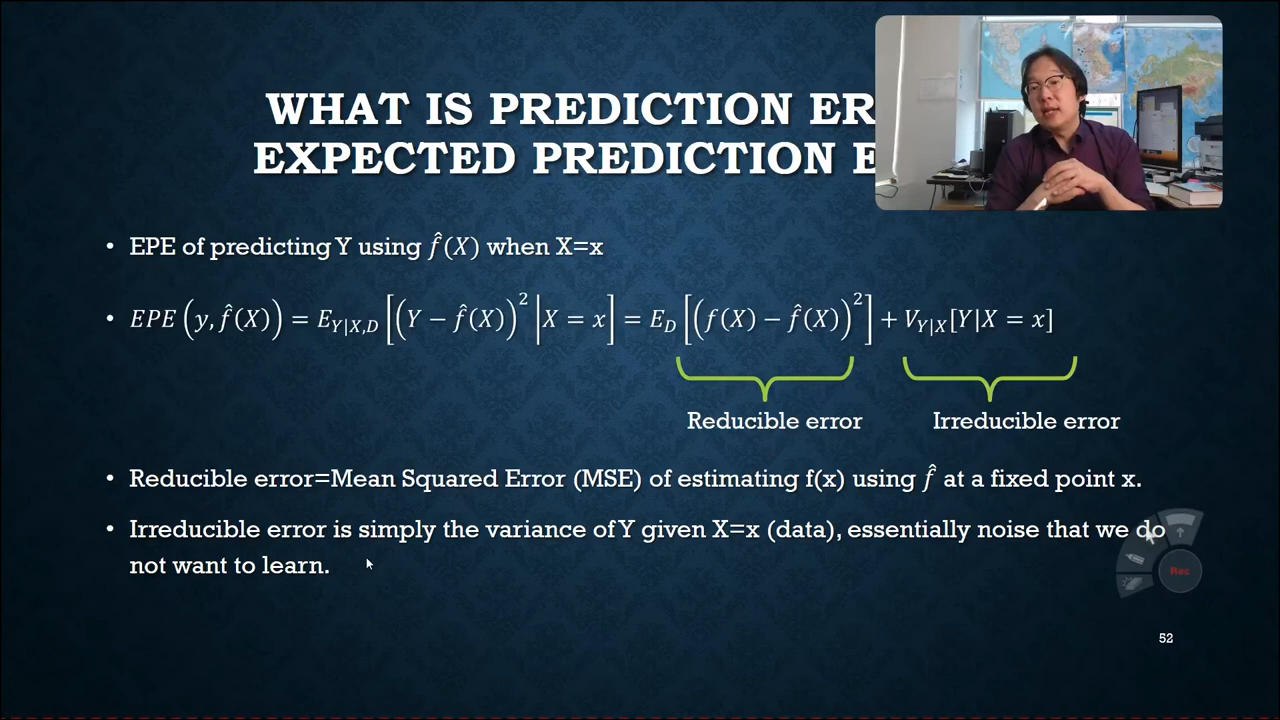 WHAT IS PREDICTION ER
EXPECTED PREDICTION E
• EPE of predicting Y using f̂(X) when X=x
• EPE(y, f̂(X)) = E_{Y|X,D}[(Y − f̂(X))² |X = x] = E_D[(f(X) − f̂(X))²] + V_{Y|X}[Y|X = x]
Reducible error Irreducible error
• Reducible error=Mean Squared Error (MSE) of estimating f(x) using f̂ at a fixed point x.
• Irreducible error is simply the variance of Y given X=x (data), essentially noise that we do
not want to learn.
Rec
52